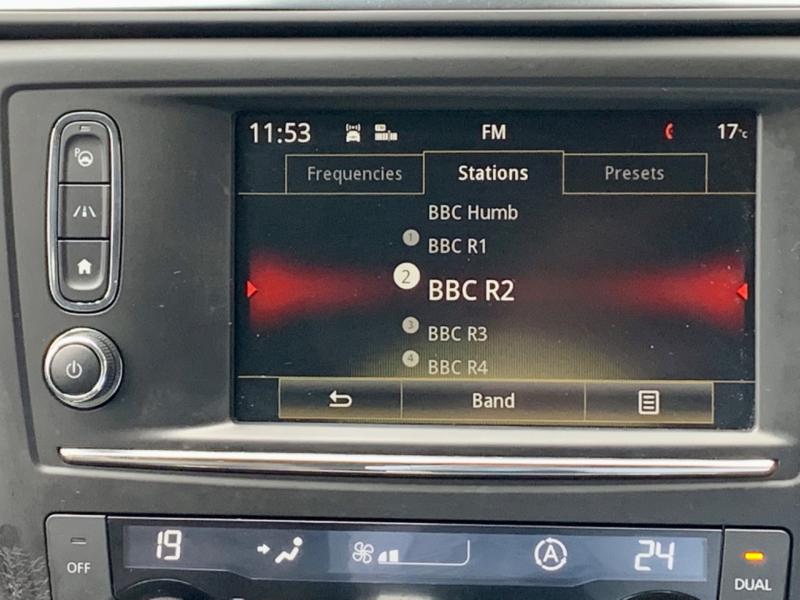 11:53 FM 17°C
Frequencies Stations Presets
BBC Humb
1 BBC R1
2 BBC R2
3 BBC R3
4 BBC R4
Band
P
19 A 24
OFF
DUAL